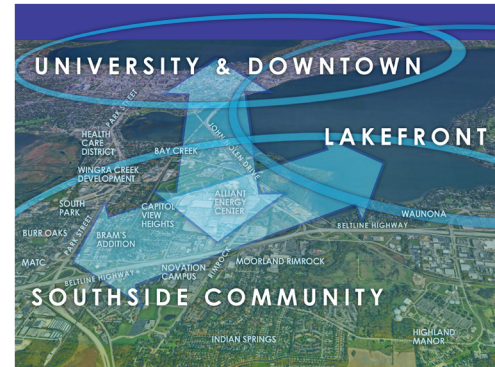 UNIVERSITY & DOWNTOWN
PARK STREET
JOHN NOLEN DRIVE
HEALTH
CARE
DISTRICT
BAY CREEK
LAKEFRONT
WINGRA CREEK
DEVELOPMENT
ALLIANT
ENERGY
CENTER
SOUTH
PARK
CAPITOL
VIEW
HEIGHTS
WAUNONA
BELTLINE HIGHWAY
PARK STREET
BURR OAKS
BRAM'S
ADDITION
MATC
BELTLINE HIGHWAY
NOVATION
CAMPUS
RIMROCK
MOORLAND RIMROCK
SOUTHSIDE COMMUNITY
INDIAN SPRINGS
HIGHLAND
MANOR